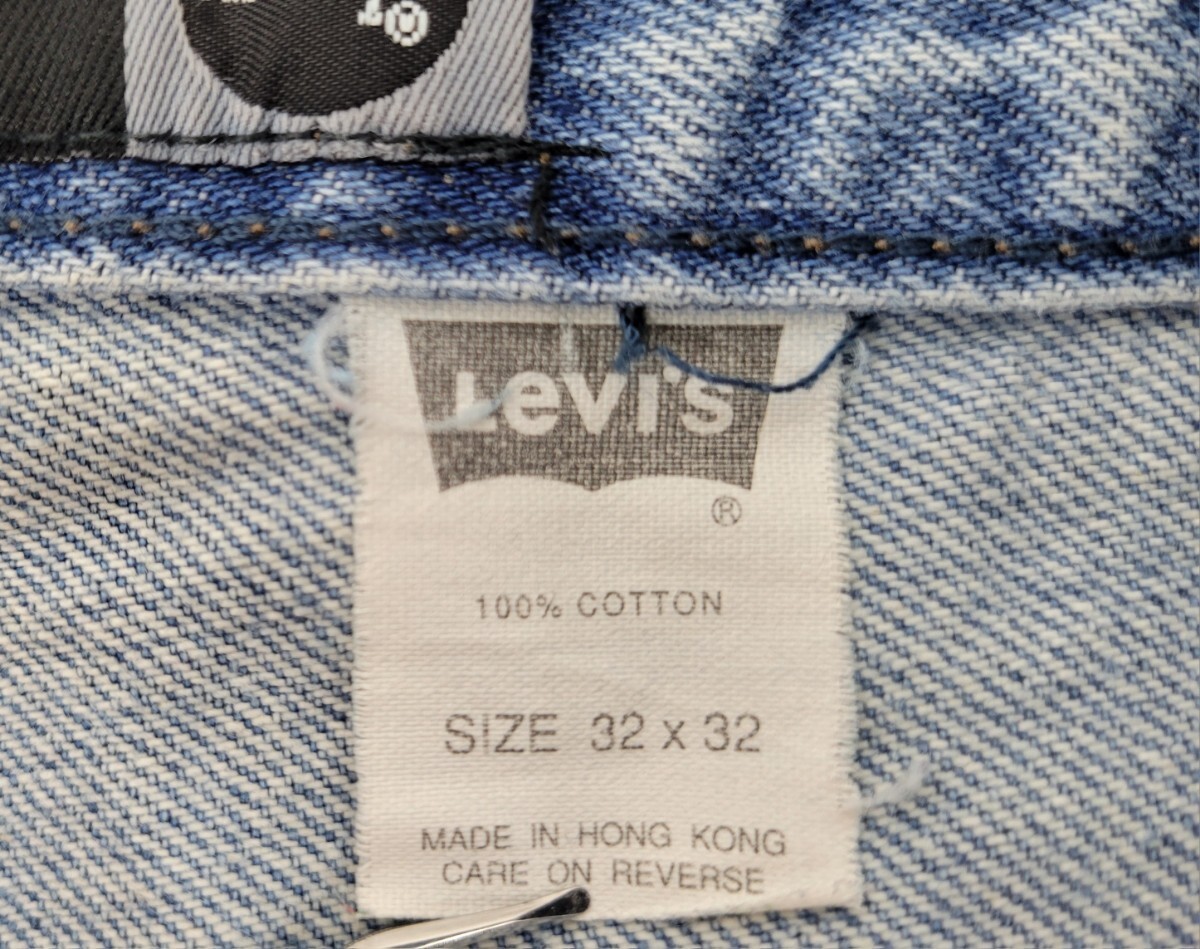 ®
Levi's
®
100% COTTON
SIZE 32 x 32
MADE IN HONG KONG
CARE ON REVERSE